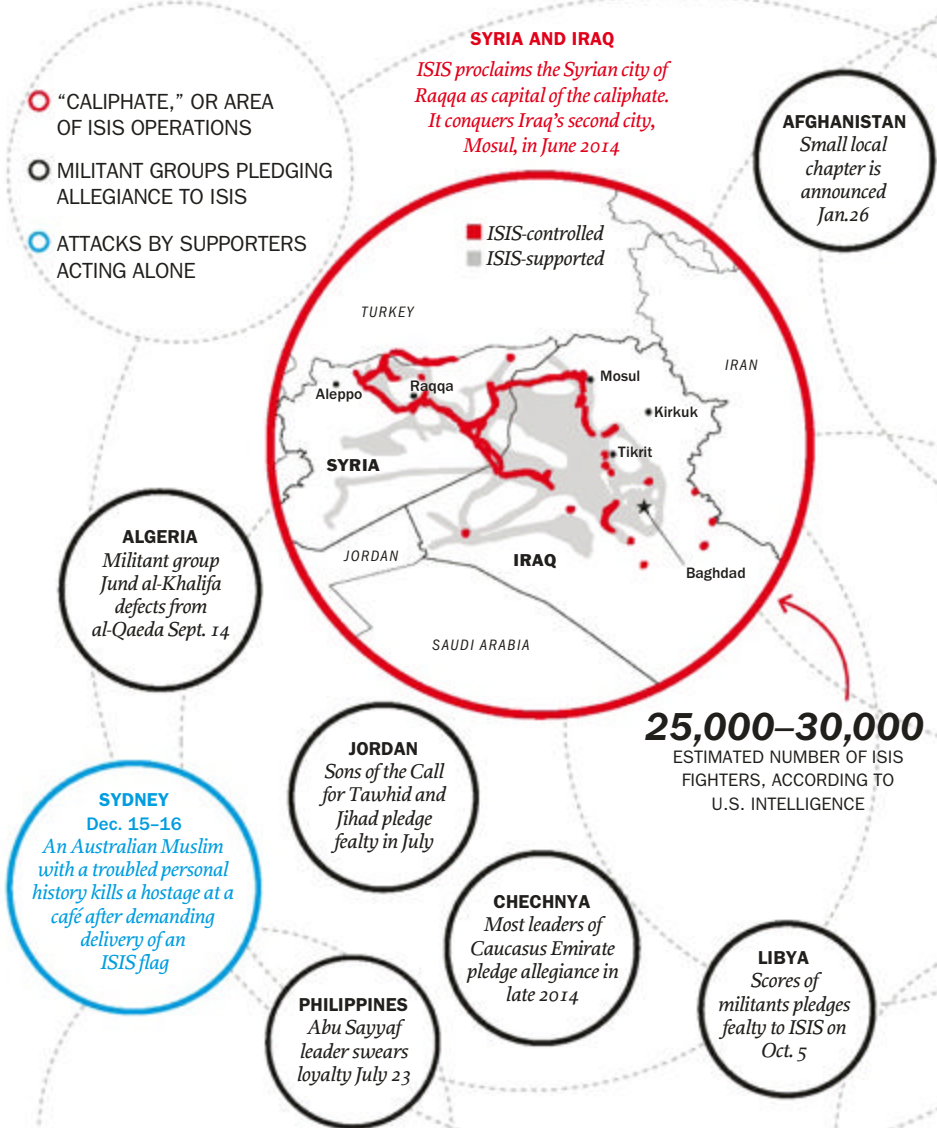 SYRIA AND IRAQ
ISIS proclaims the Syrian city of
Raqqa as capital of the caliphate.
It conquers Iraq's second city,
Mosul, in June 2014
"CALIPHATE," OR AREA
OF ISIS OPERATIONS
MILITANT GROUPS PLEDGING
ALLEGIANCE TO ISIS
ATTACKS BY SUPPORTERS
ACTING ALONE
AFGHANISTAN
Small local
chapter is
announced
Jan.26
ISIS-controlled
ISIS-supported
TURKEY
IRAN
Aleppo
Raqqa
Mosul
Kirkuk
Tikrit
SYRIA
JORDAN
IRAQ
Baghdad
SAUDI ARABIA
ALGERIA
Militant group
Jund al-Khalifa
defects from
al-Qaeda Sept. 14
25,000–30,000
ESTIMATED NUMBER OF ISIS
FIGHTERS, ACCORDING TO
U.S. INTELLIGENCE
JORDAN
Sons of the Call
for Tawhid and
Jihad pledge
fealty in July
SYDNEY
Dec. 15–16
An Australian Muslim
with a troubled personal
history kills a hostage at a
café after demanding
delivery of an
ISIS flag
CHECHNYA
Most leaders of
Caucasus Emirate
pledge allegiance in
late 2014
LIBYA
Scores of
militants pledges
fealty to ISIS on
Oct. 5
PHILIPPINES
Abu Sayyaf
leader swears
loyalty July 23